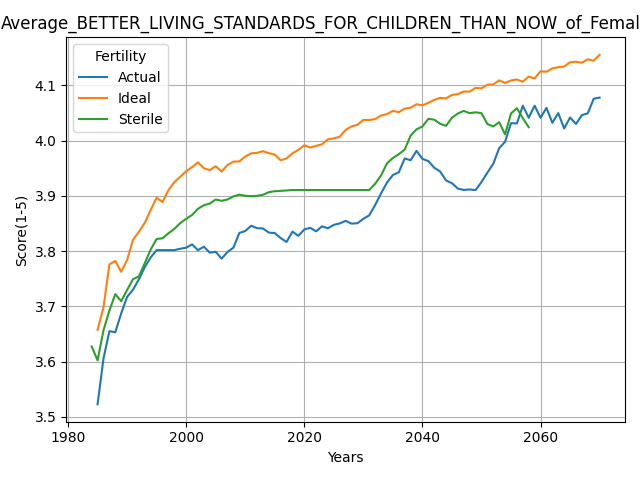 Average_BETTER_LIVING_STANDARDS_FOR_CHILDREN_THAN_NOW_of_Femal
Fertility
Actual
Ideal
Sterile
4.1
4.0
3.9
3.8
3.7
3.6
3.5
Score(1-5)
1980 2000 2020 2040 2060
Years